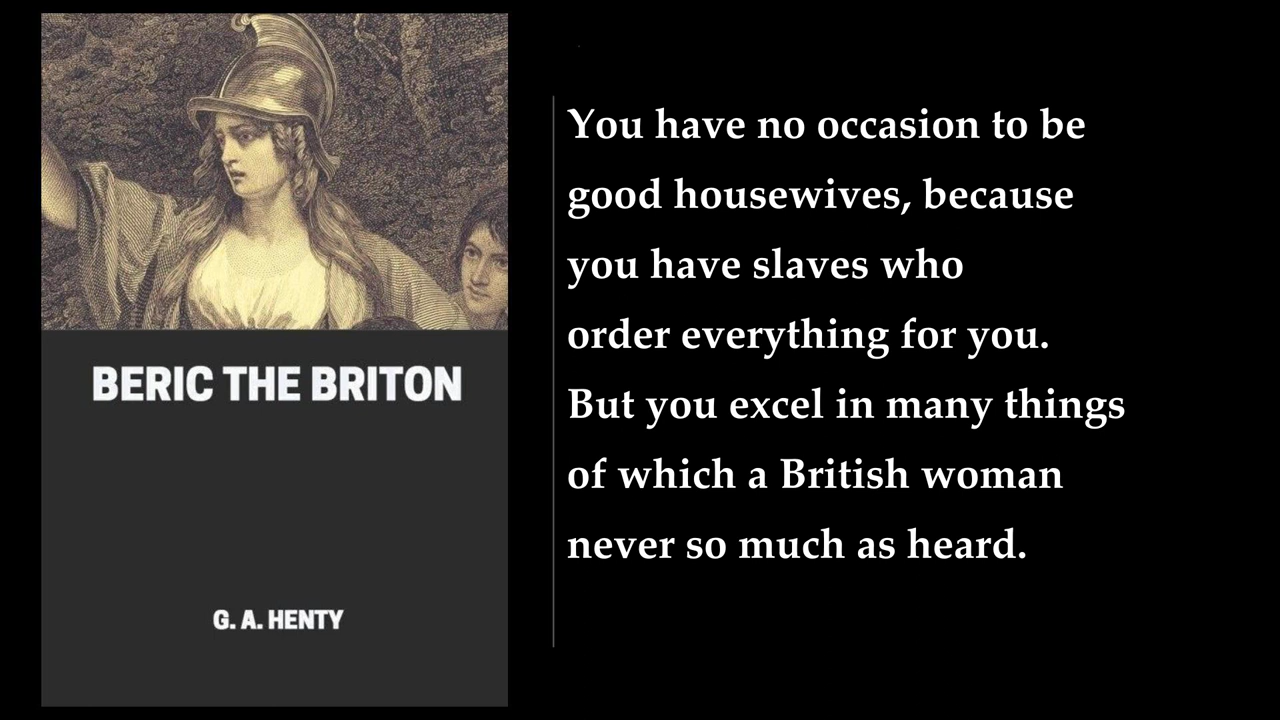 BERIC THE BRITON
G. A. HENTY
You have no occasion to be
good housewives, because
you have slaves who
order everything for you.
But you excel in many things
of which a British woman
never so much as heard.